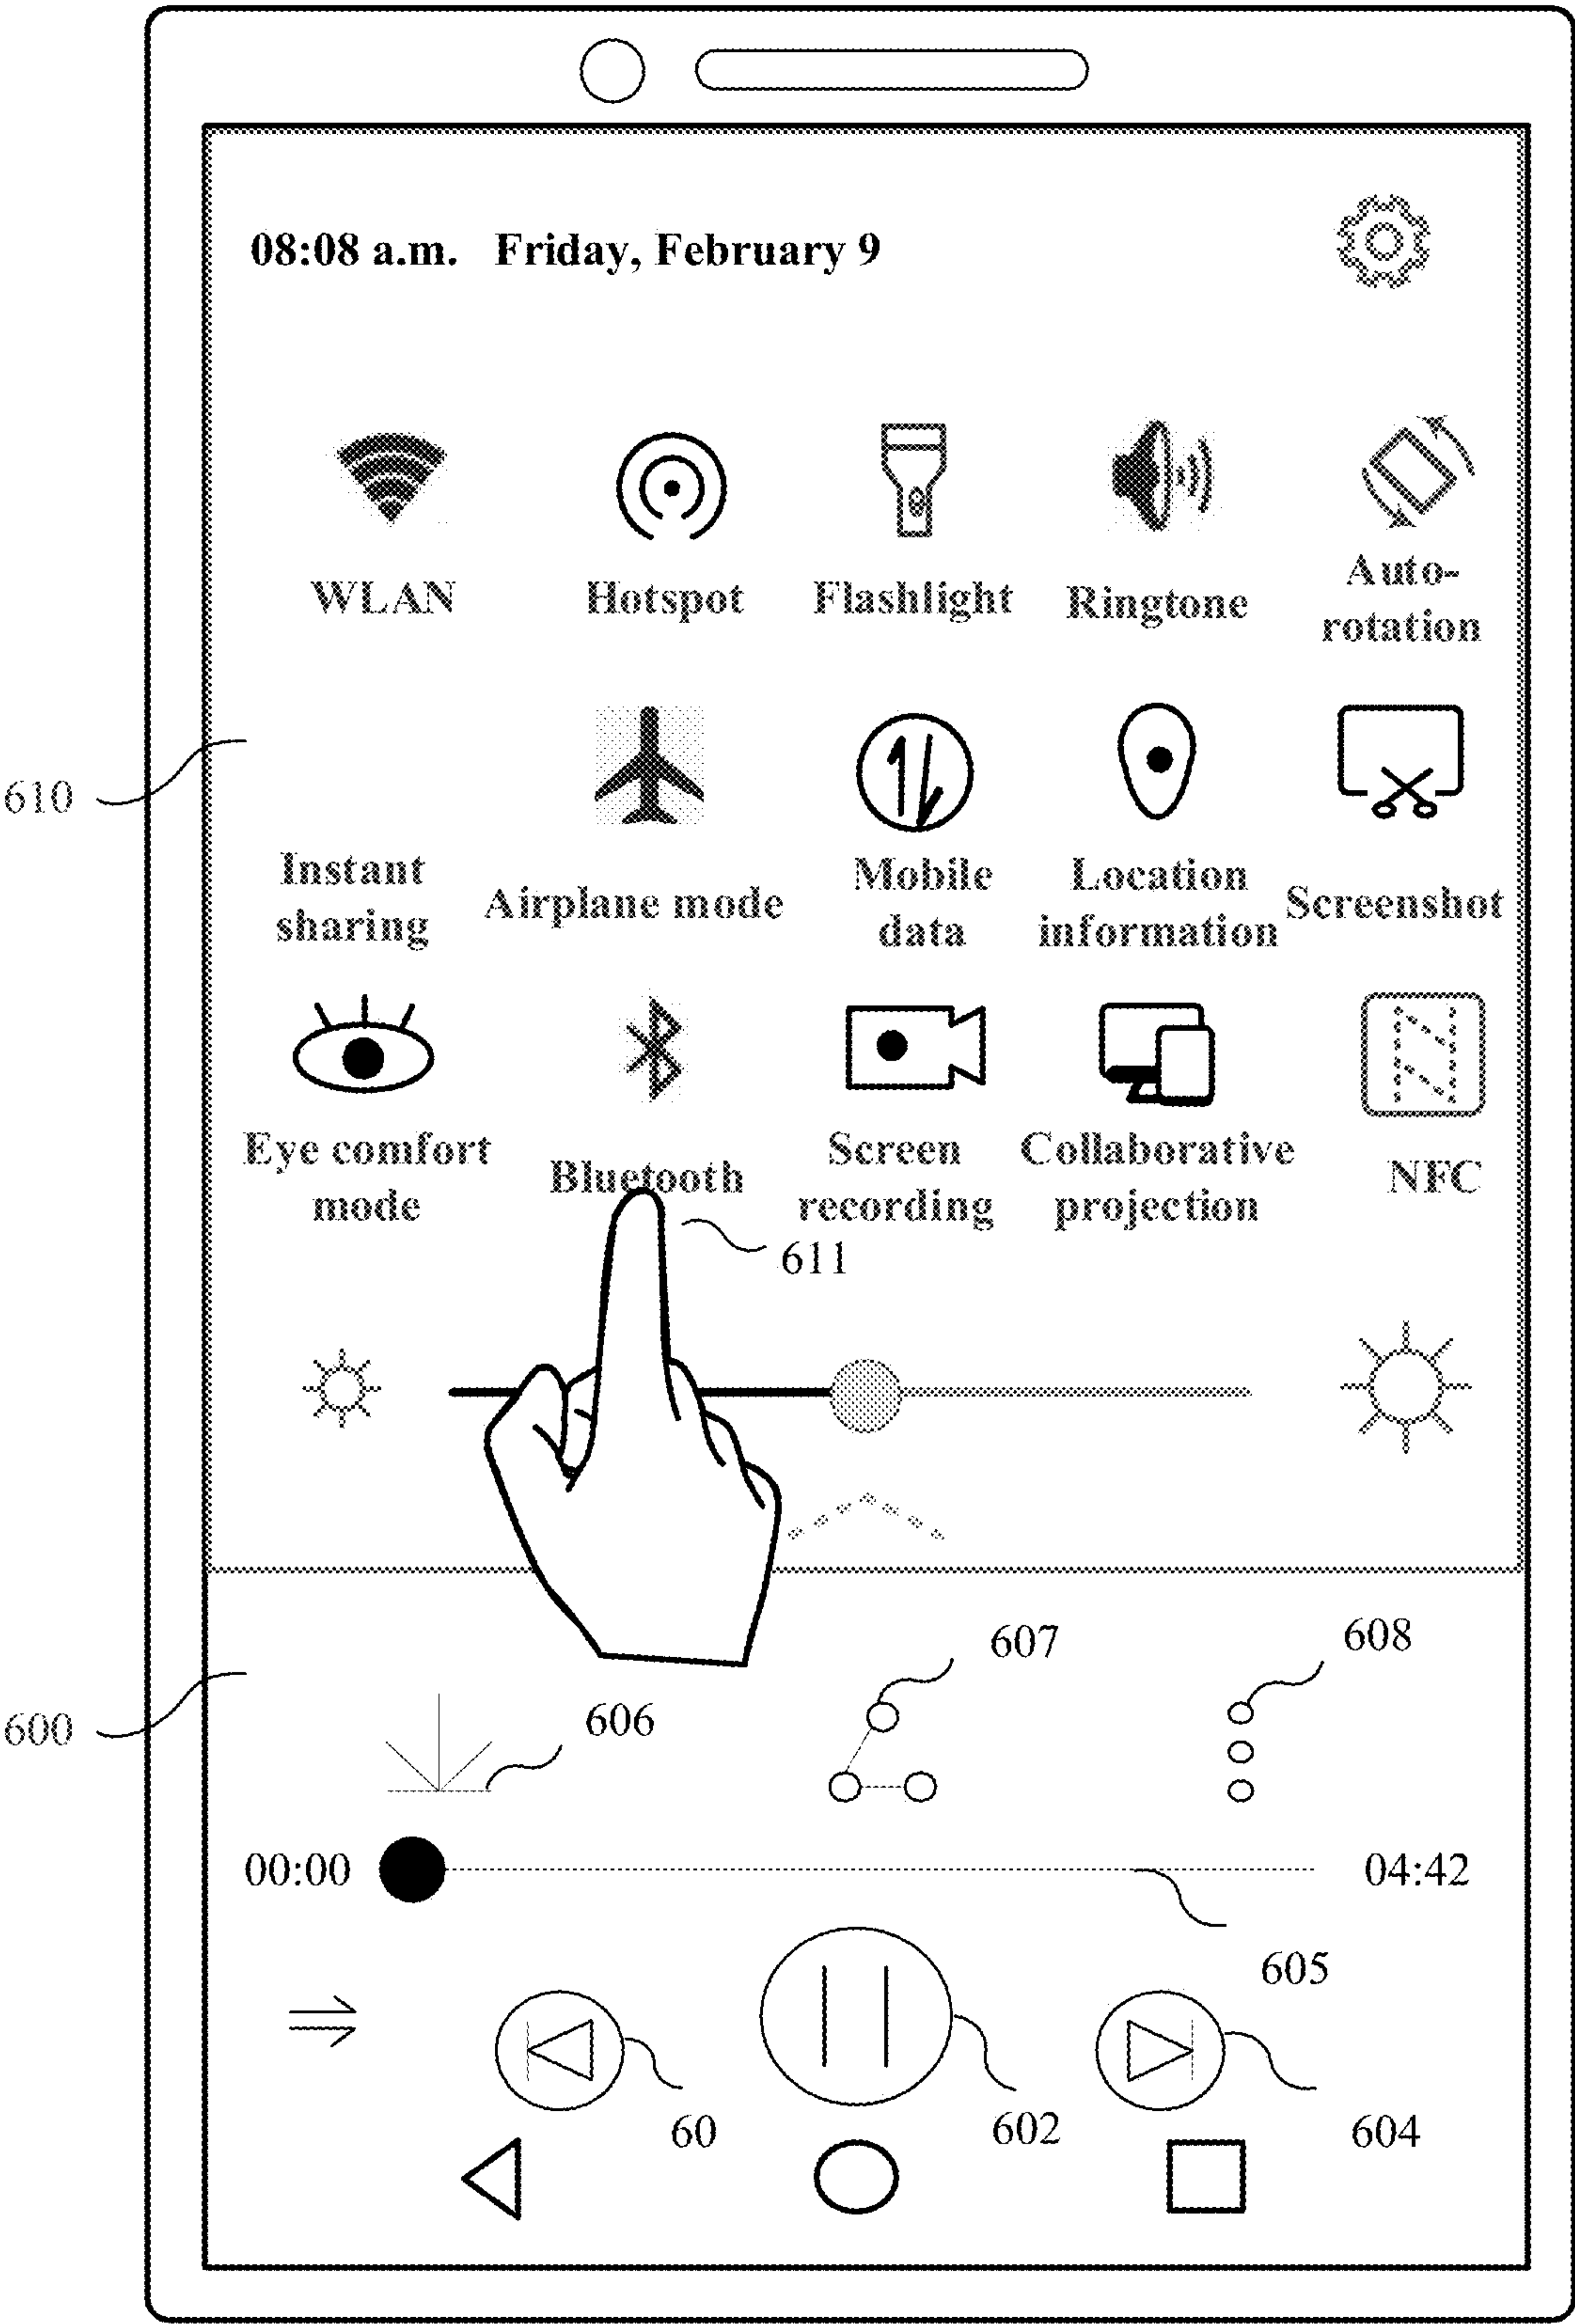 08:08 a.m. Friday, February 9
WLAN
Hotspot
Flashlight
Ringtone
Auto-
rotation
610
Instant
sharing
Airplane mode
Mobile
data
Location
information
Screenshot
Eye comfort
mode
Bluetooth
Screen
recording
Collaborative
projection
NFC
611
600
606
607
608
00:00
04:42
605
60
602
604